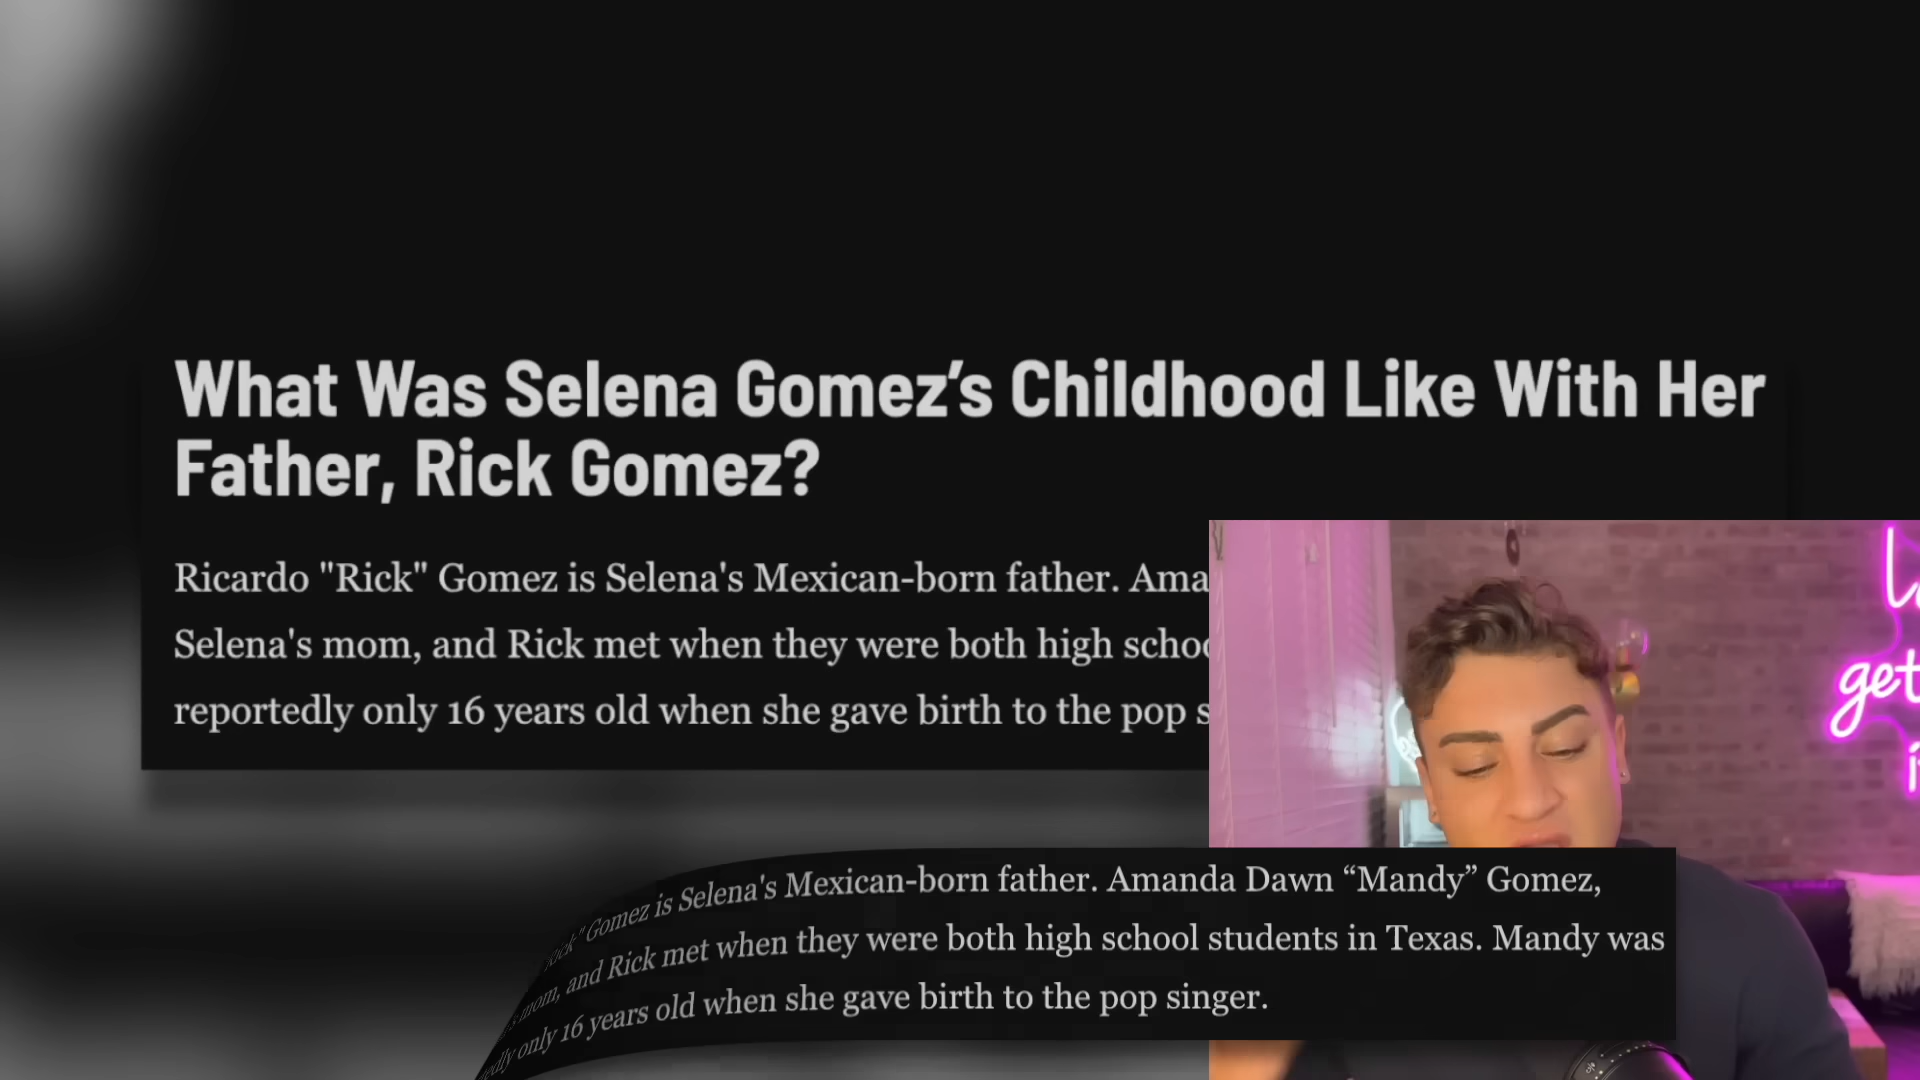 What Was Selena Gomez’s Childhood Like With Her
Father, Rick Gomez?
Ricardo "Rick" Gomez is Selena's Mexican-born father.
Selena's mom, and Rick met when they were both high
reportedly only 16 years old when she gave birth to the pop
get
"Rick" Gomez is Selena's Mexican-born father. Amanda Dawn “Mandy” Gomez,
mom, and Rick met when they were both high school students in Texas. Mandy was
only 16 years old when she gave birth to the pop singer.